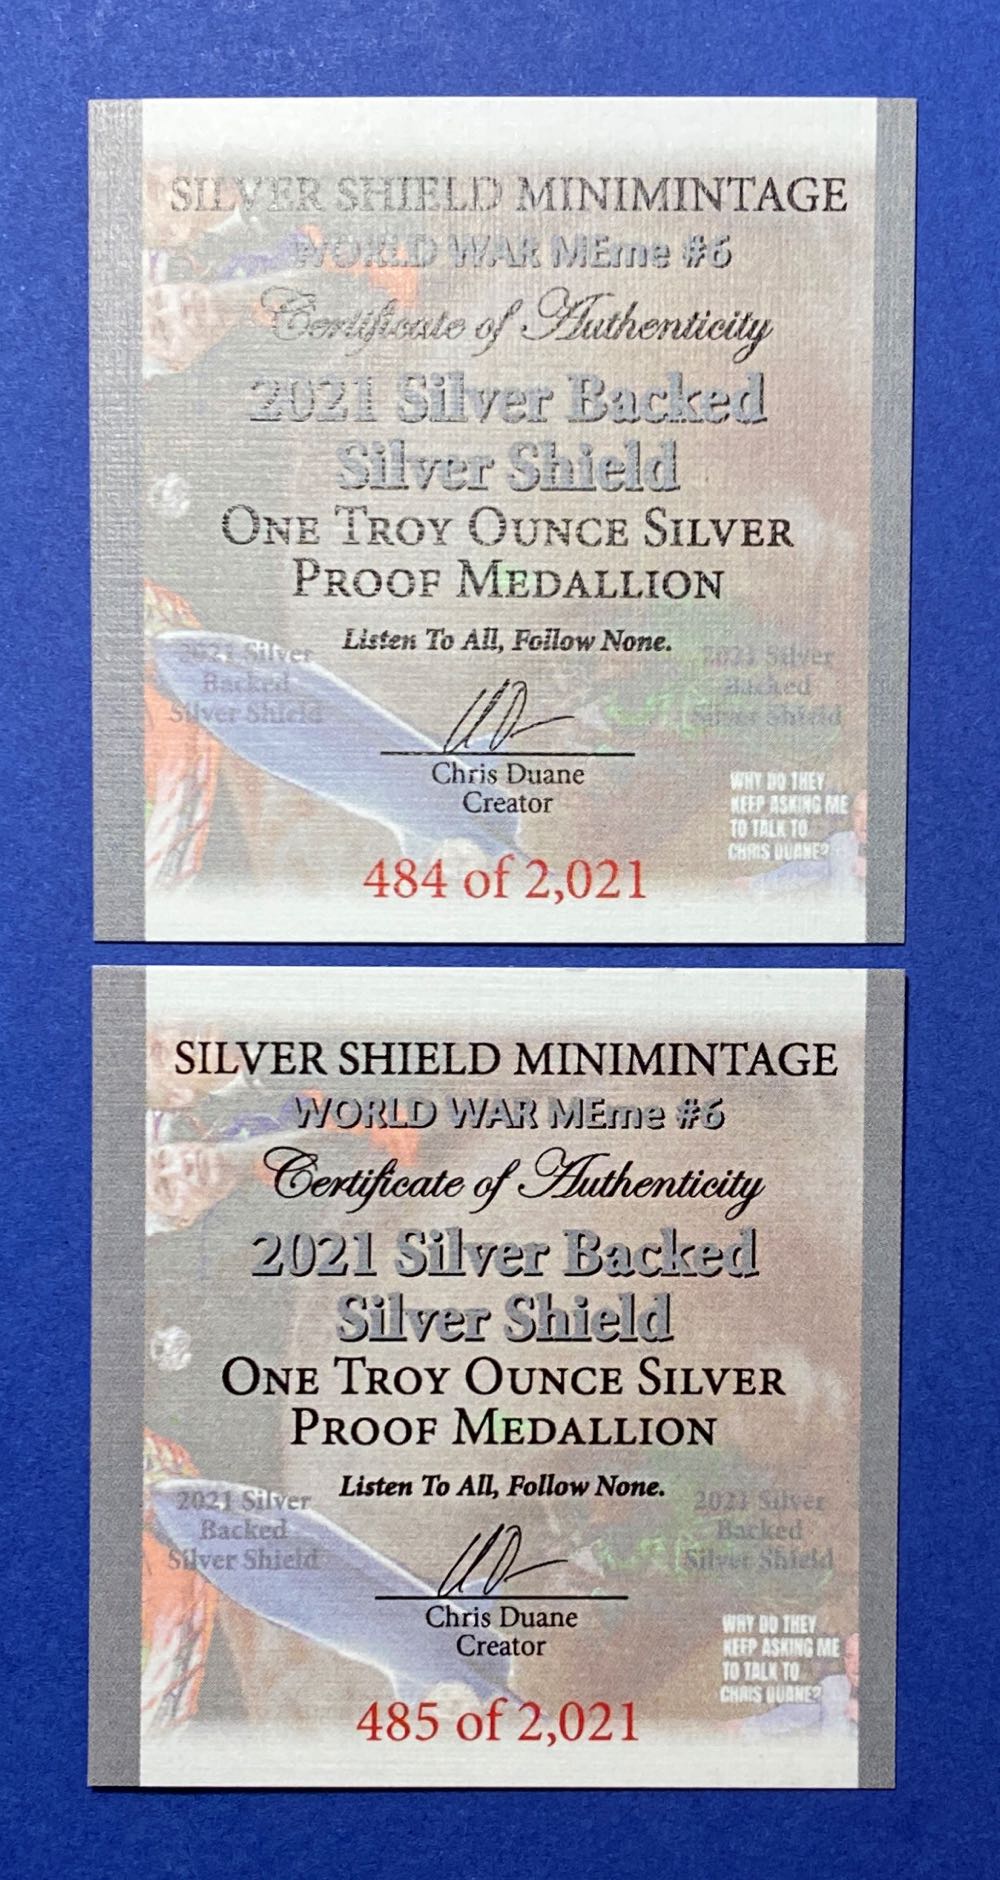 SILVER SHIELD MINIMINTAGE
WORLD WAR MEme #6
Certificate of Authenticity
2021 Silver Backed
Silver Shield
ONE TROY OUNCE SILVER
PROOF MEDALLION
Listen To All, Follow None.
2021 Silver
Backed
Silver Shield
2021 Silver
Backed
Silver Shield
Chris Duane
Creator
WHY DO THEY
KEEP ASKING ME
TO TALK TO
CHRIS DUANE?
484 of 2,021
SILVER SHIELD MINIMINTAGE
WORLD WAR MEme #6
Certificate of Authenticity
2021 Silver Backed
Silver Shield
ONE TROY OUNCE SILVER
PROOF MEDALLION
Listen To All, Follow None.
2021 Silver
Backed
Silver Shield
2021 Silver
Backed
Silver Shield
Chris Duane
Creator
WHY DO THEY
KEEP ASKING ME
TO TALK TO
CHRIS DUANE?
485 of 2,021